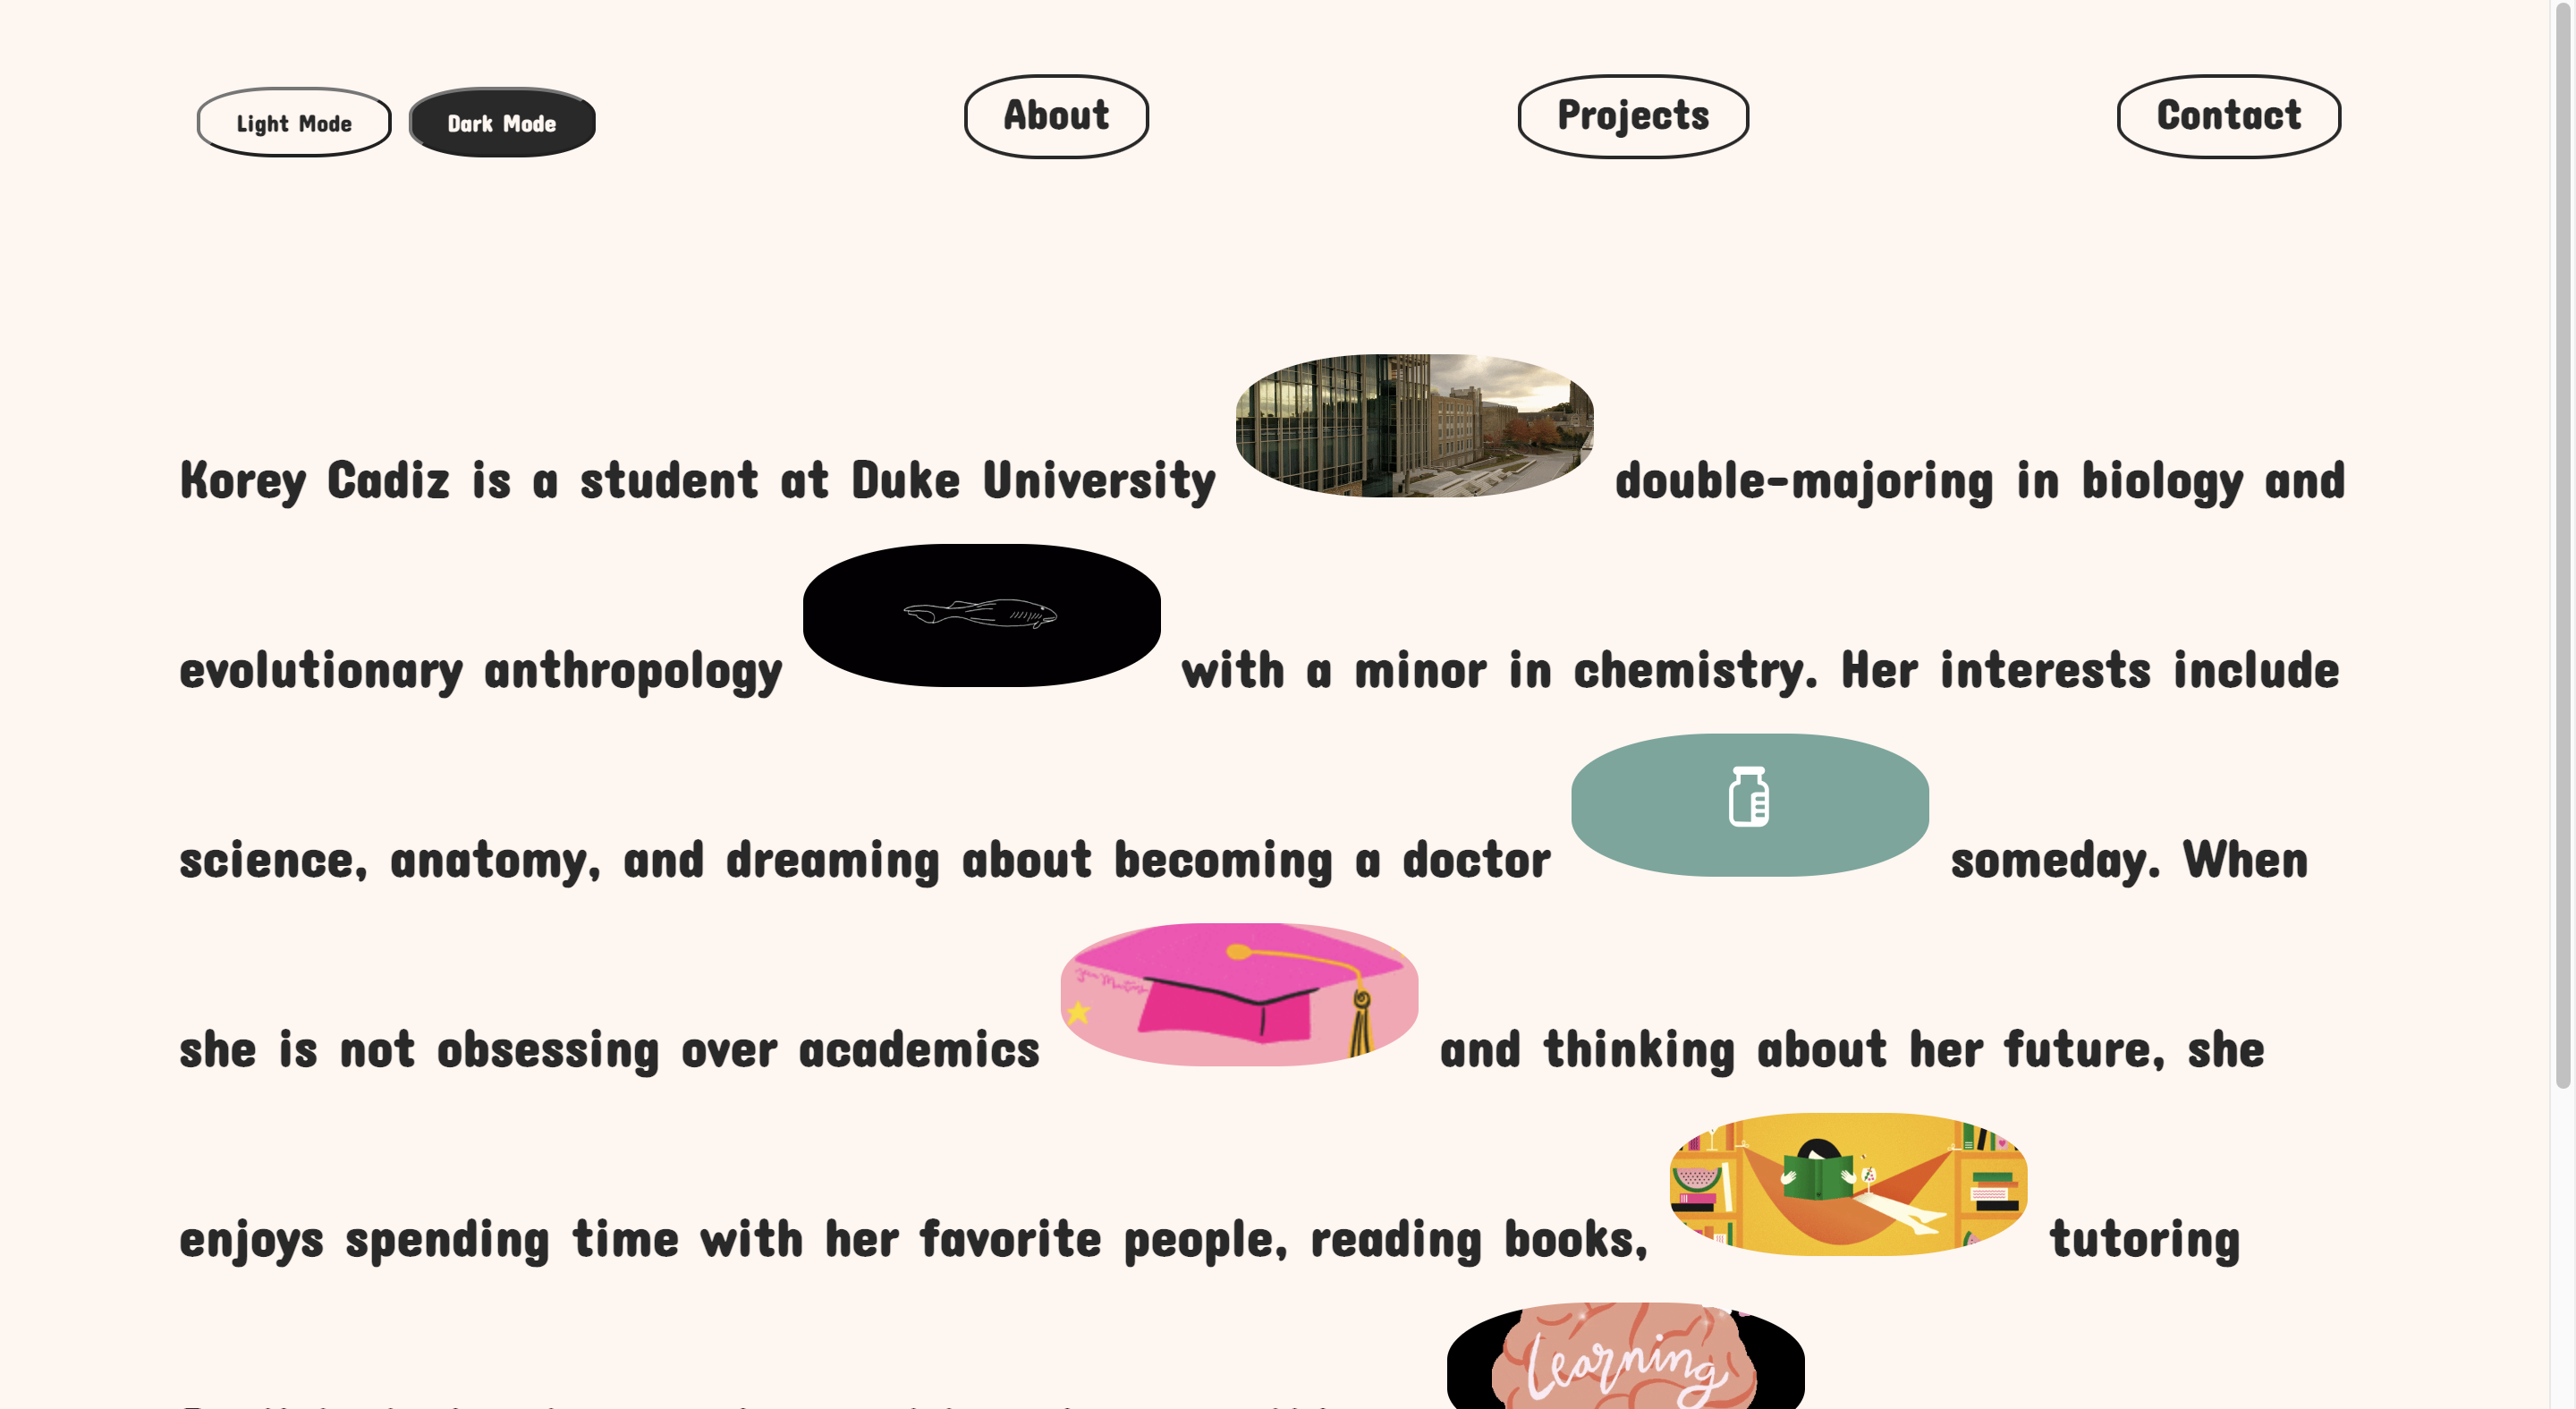 Light Mode Dark Mode About Projects Contact
Korey Cadiz is a student at Duke University double-majoring in biology and
evolutionary anthropology with a minor in chemistry. Her interests include
science, anatomy, and dreaming about becoming a doctor someday. When
she is not obsessing over academics and thinking about her future, she
enjoys spending time with her favorite people, reading books, tutoring
Learning